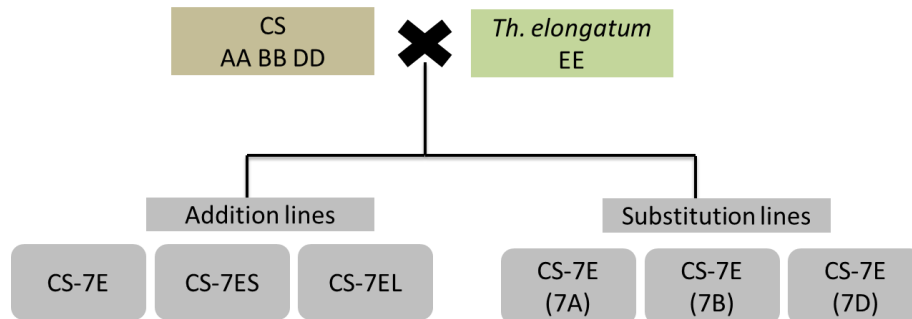 CS
AA BB DD
Th. elongatum
EE
Addition lines
Substitution lines
CS-7E
CS-7ES
CS-7EL
CS-7E
(7A)
CS-7E
(7B)
CS-7E
(7D)